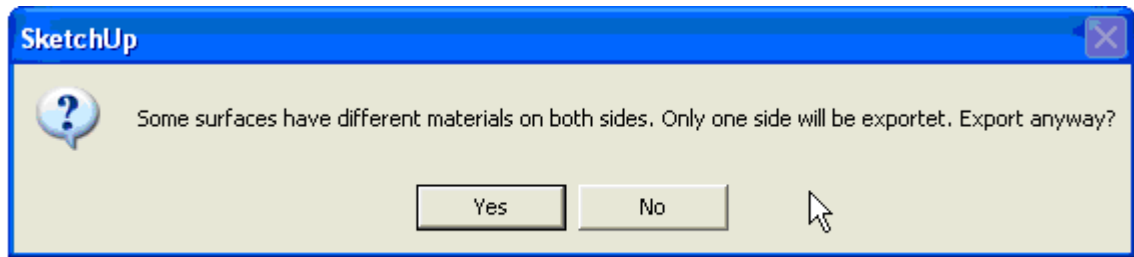 SketchUp
Some surfaces have different materials on both sides. Only one side will be exportet. Export anyway?
Yes
No